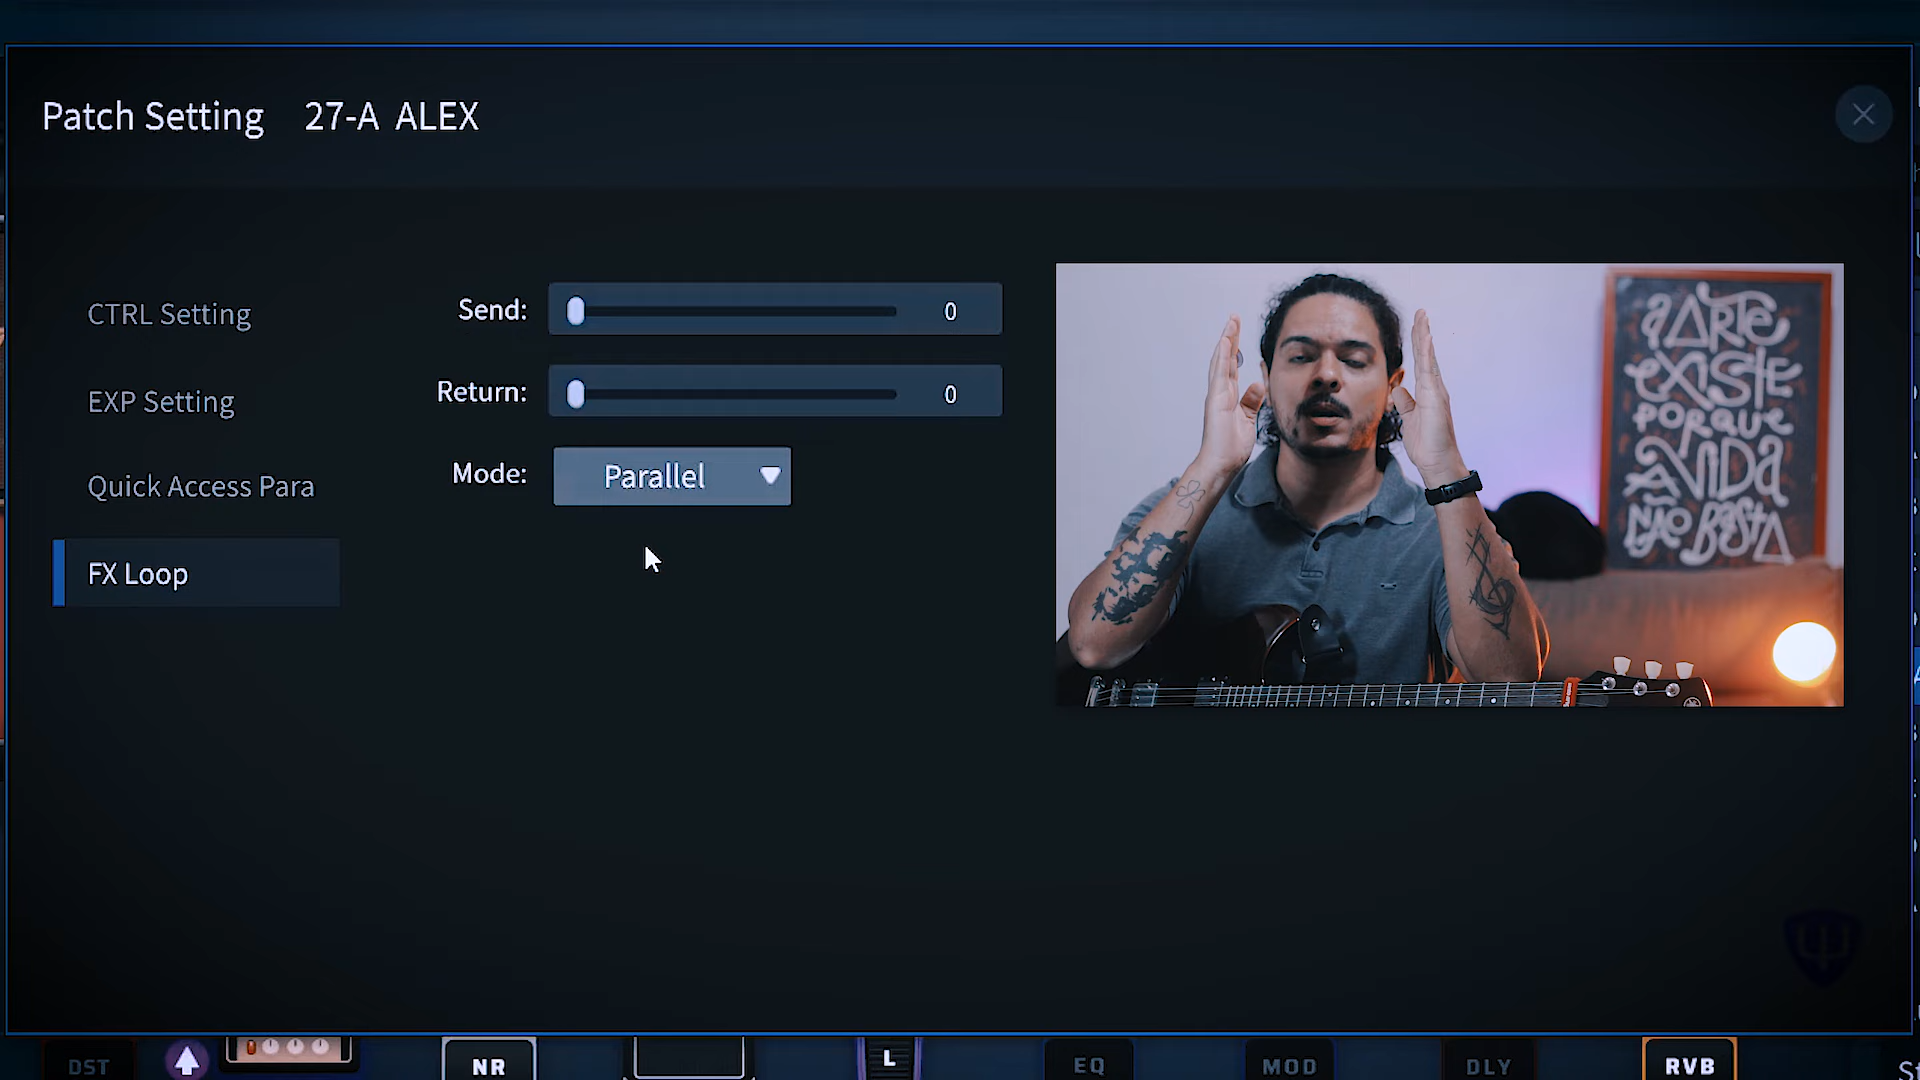 Patch Setting 27-A ALEX
CTRL Setting
EXP Setting
Quick Access Para
FX Loop
Send: 0
Return: 0
Mode: Parallel
A ARTE
EXISTE
PORQUE
A VIDA
NÃO BASTA
DST
NR
L
EQ
MOD
DLY
RVB